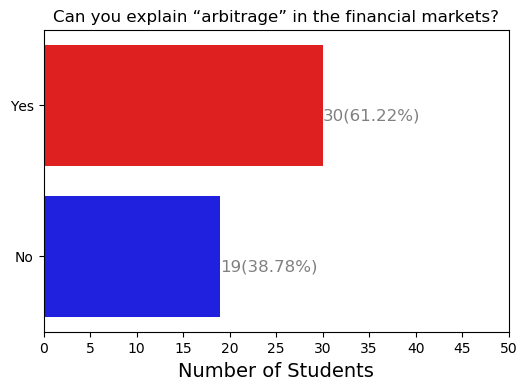 Can you explain “arbitrage” in the financial markets?
Yes
30(61.22%)
No
19(38.78%)
0 5 10 15 20 25 30 35 40 45 50
Number of Students